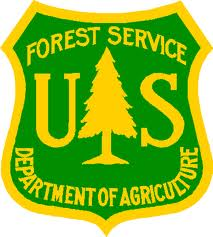 FOREST SERVICE
U S
DEPARTMENT OF AGRICULTURE